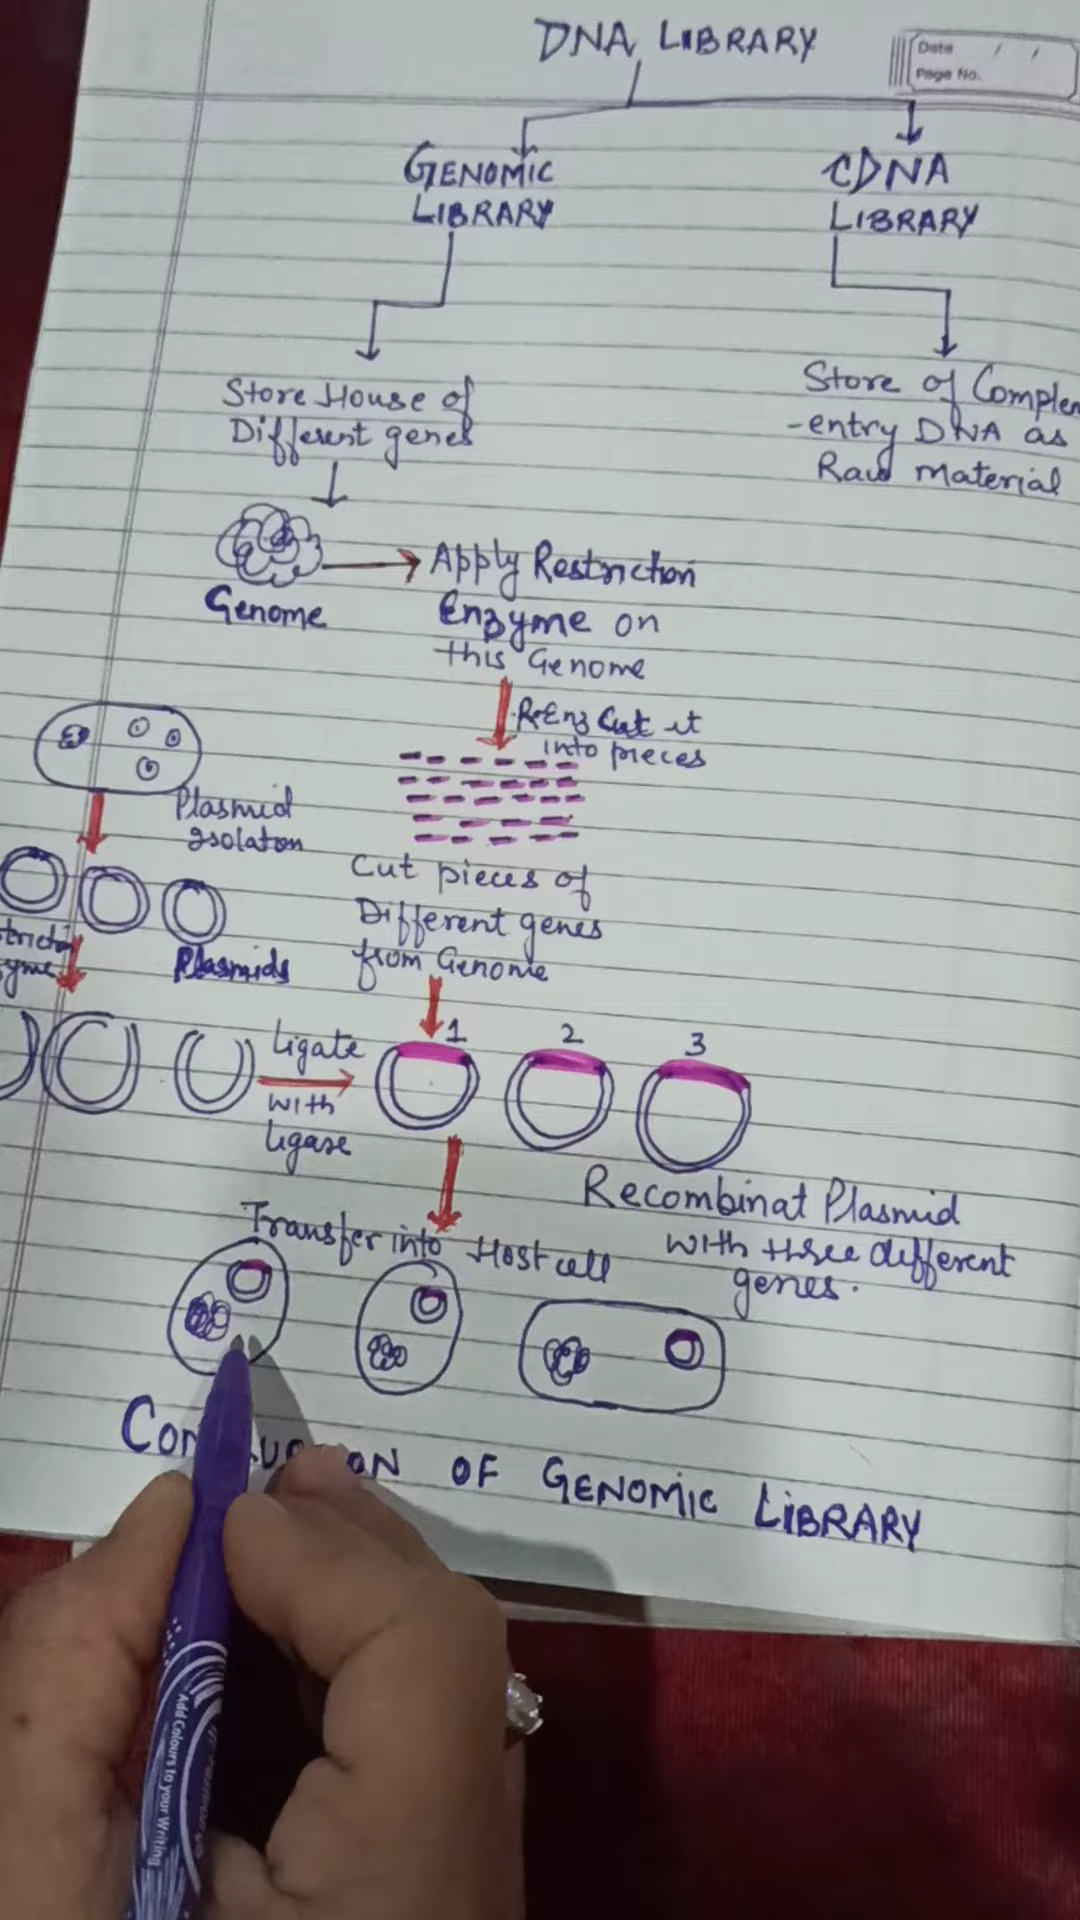 DNA LIBRARY
Date / /
Page No.
GENOMIC
LIBRARY
cDNA
LIBRARY
Store House of
Different genes
Store of Complem
-entry DNA as
Raw material
Genome
Apply Restriction
Enzyme on
this Genome
R.Enz Cut it
into pieces
Plasmid
Isolaton
Cut pieces of
Different genes
from Genome
Plasmids
Ligate
with
ligase
1 2 3
Recombinat Plasmid
with three different
genes.
Transfer into Host cell
OF GENOMIC LIBRARY
Add Colours to your Writing